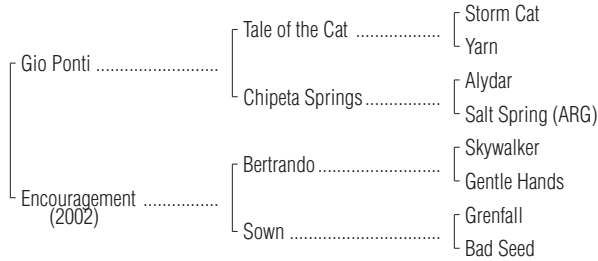 Storm Cat
Tale of the Cat ..................
Yarn
Gio Ponti ..........................
Alydar
Chipeta Springs................
Salt Spring (ARG)
Skywalker
Bertrando..........................
Gentle Hands
Encouragement ................
(2002)
Grenfall
Sown ................................
Bad Seed